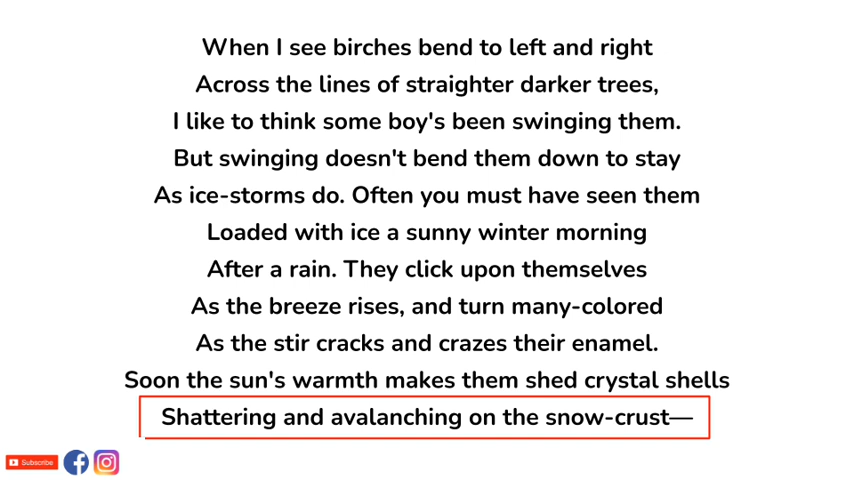 When I see birches bend to left and right
Across the lines of straighter darker trees,
I like to think some boy's been swinging them.
But swinging doesn't bend them down to stay
As ice-storms do. Often you must have seen them
Loaded with ice a sunny winter morning
After a rain. They click upon themselves
As the breeze rises, and turn many-colored
As the stir cracks and crazes their enamel.
Soon the sun's warmth makes them shed crystal shells
Shattering and avalanching on the snow-crust—
Subscribe